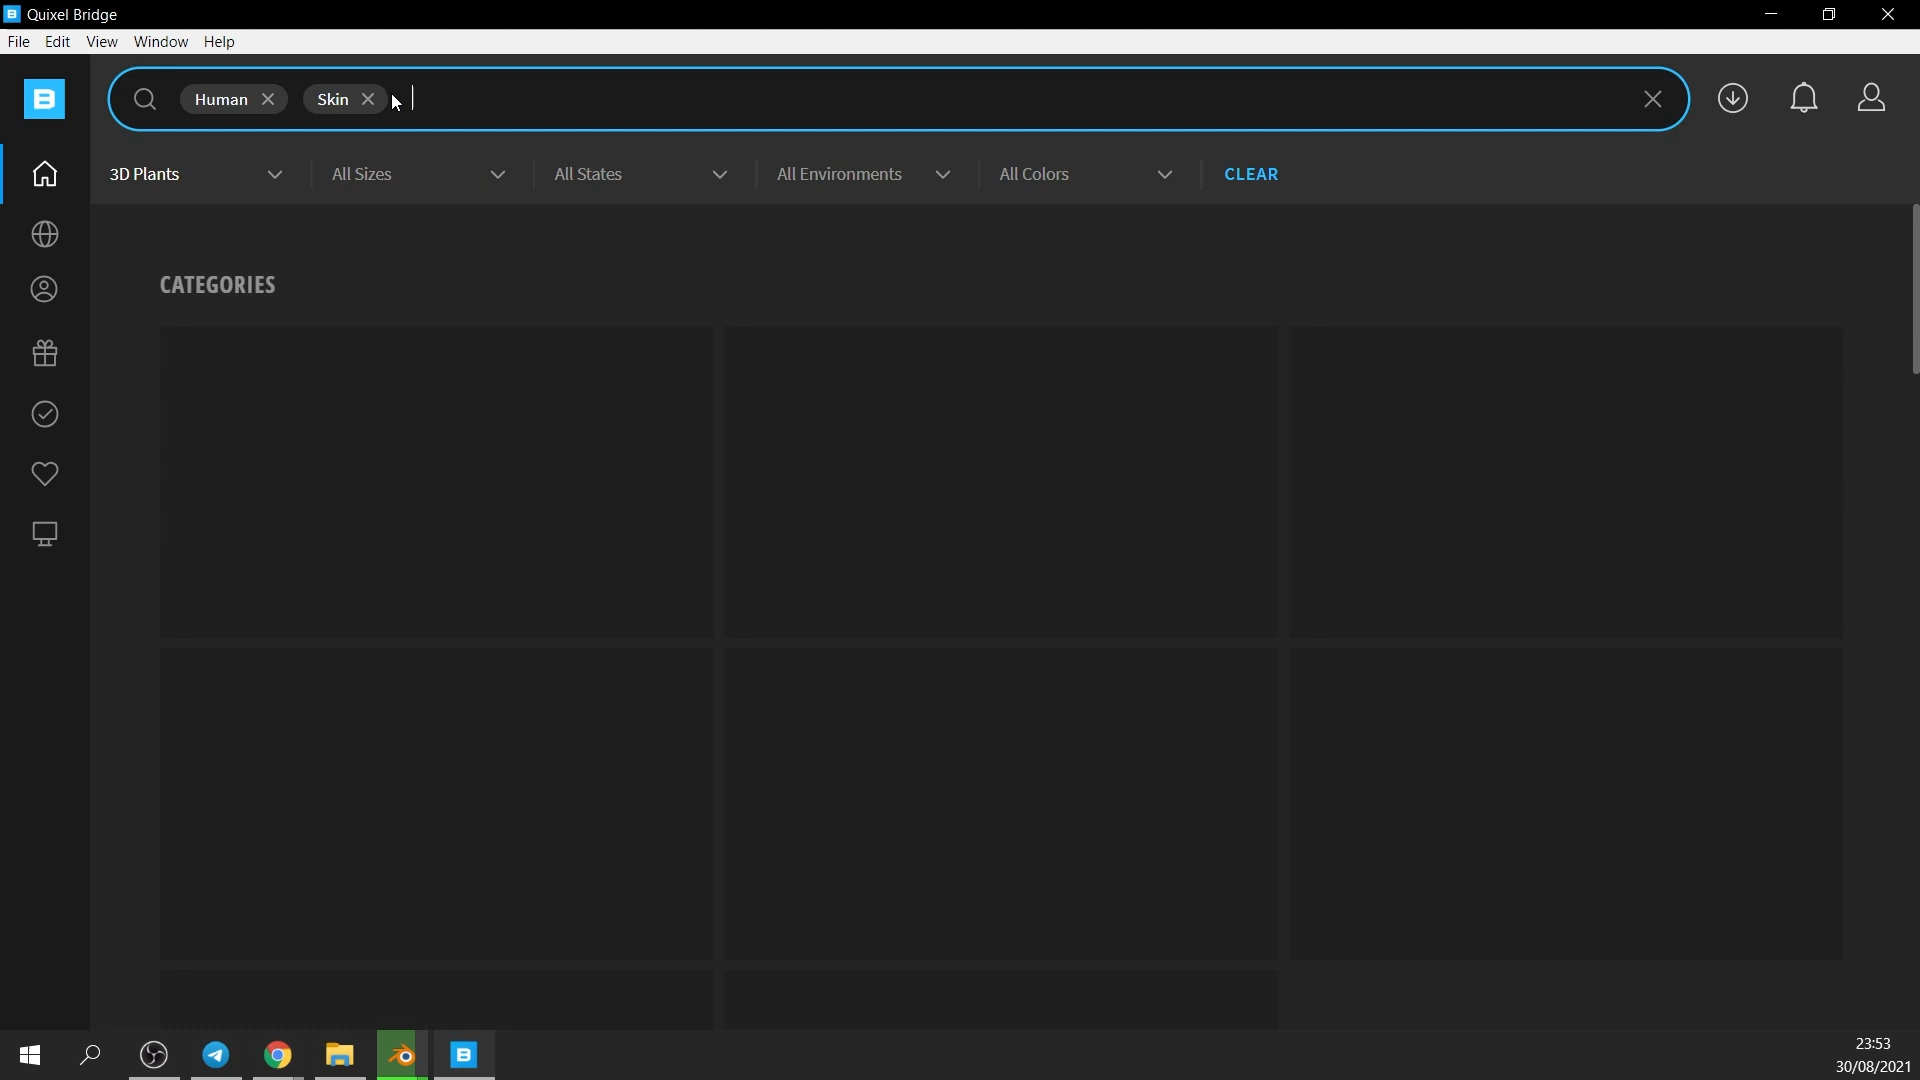 Quixel Bridge
File Edit View Window Help
Human Skin
3D Plants All Sizes All States All Environments All Colors CLEAR
CATEGORIES
23:53
30/08/2021